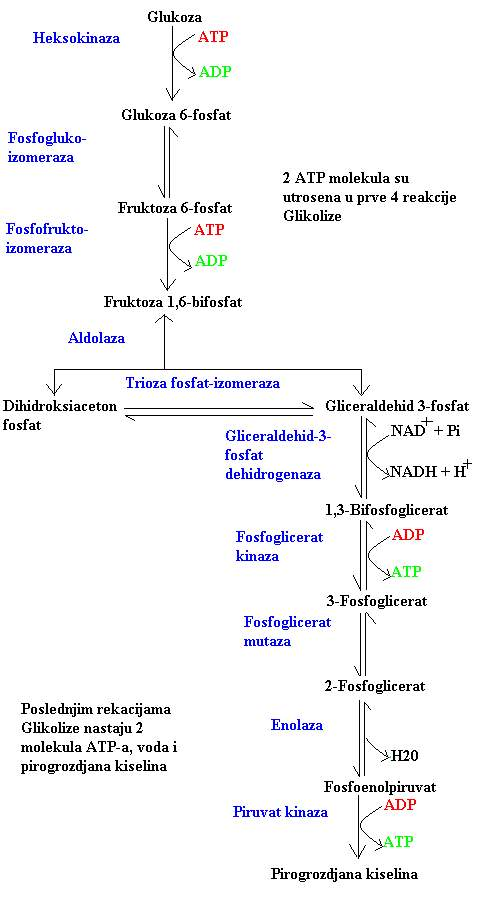 Glukoza
Heksokinaza
ATP
ADP
Glukoza 6-fosfat
Fosfogluko-
izomeraza
2 ATP molekula su
utrosena u prve 4 reakcije
Glikolize
Fruktoza 6-fosfat
Fosfofrukto-
izomeraza
ATP
ADP
Fruktoza 1,6-bifosfat
Aldolaza
Trioza fosfat-izomeraza
Dihidroksiaceton
fosfat
Gliceraldehid 3-fosfat
Gliceraldehid-3-
fosfat
dehidrogenaza
NAD+ + Pi
NADH + H+
1,3-Bifosfoglicerat
Fosfoglicerat
kinaza
ADP
ATP
3-Fosfoglicerat
Fosfoglicerat
mutaza
2-Fosfoglicerat
Poslednjim rekacijama
Glikolize nastaju 2
molekula ATP-a, voda i
pirogrozdjana kiselina
Enolaza
H20
Fosfoenolpiruvat
Piruvat kinaza
ADP
ATP
Pirogrozdjana kiselina